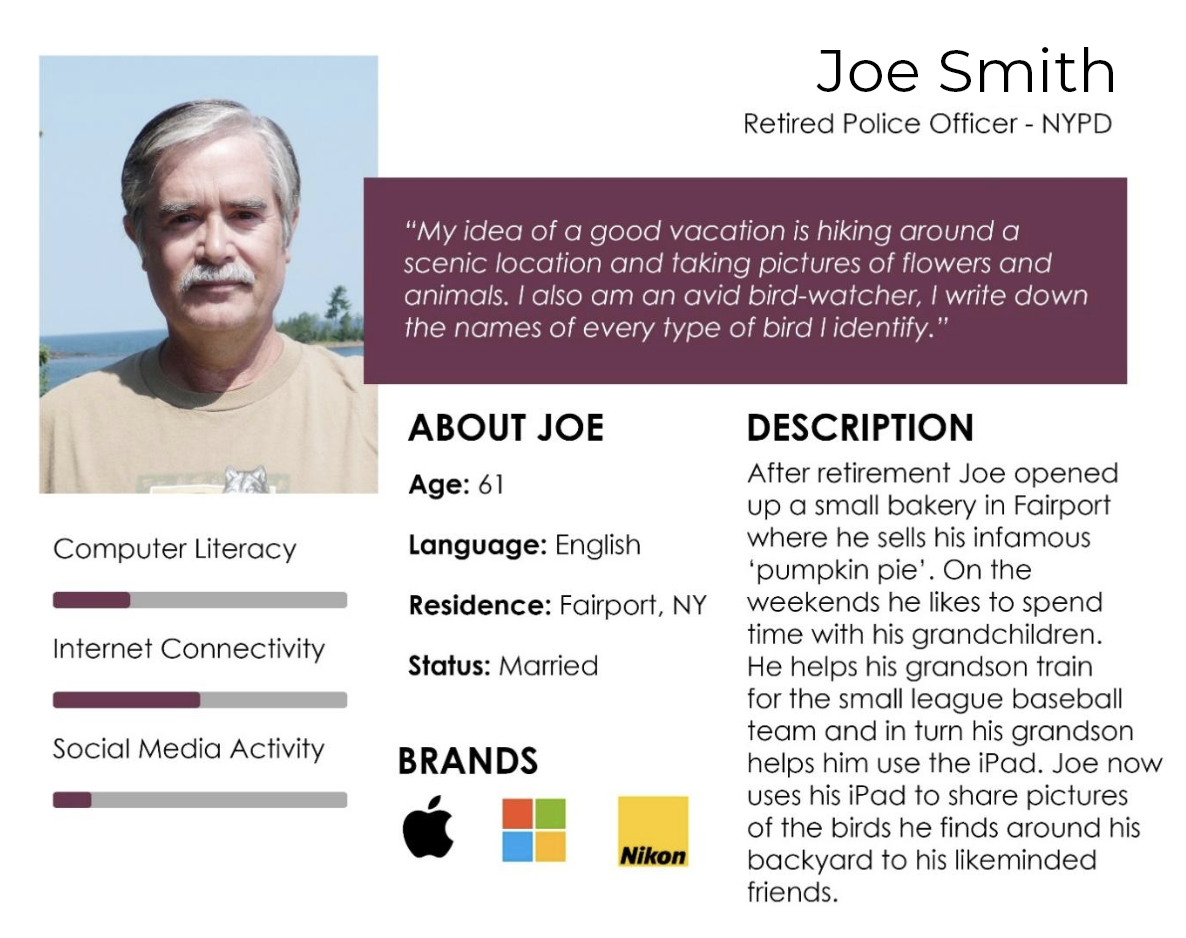 Joe Smith
Retired Police Officer - NYPD
“My idea of a good vacation is hiking around a
scenic location and taking pictures of flowers and
animals. I also am an avid bird-watcher, I write down
the names of every type of bird I identify.”
Computer Literacy
Internet Connectivity
Social Media Activity
ABOUT JOE
Age: 61
Language: English
Residence: Fairport, NY
Status: Married
BRANDS
Nikon
DESCRIPTION
After retirement Joe opened
up a small bakery in Fairport
where he sells his infamous
‘pumpkin pie’. On the
weekends he likes to spend
time with his grandchildren.
He helps his grandson train
for the small league baseball
team and in turn his grandson
helps him use the iPad. Joe now
uses his iPad to share pictures
of the birds he finds around his
backyard to his likeminded
friends.